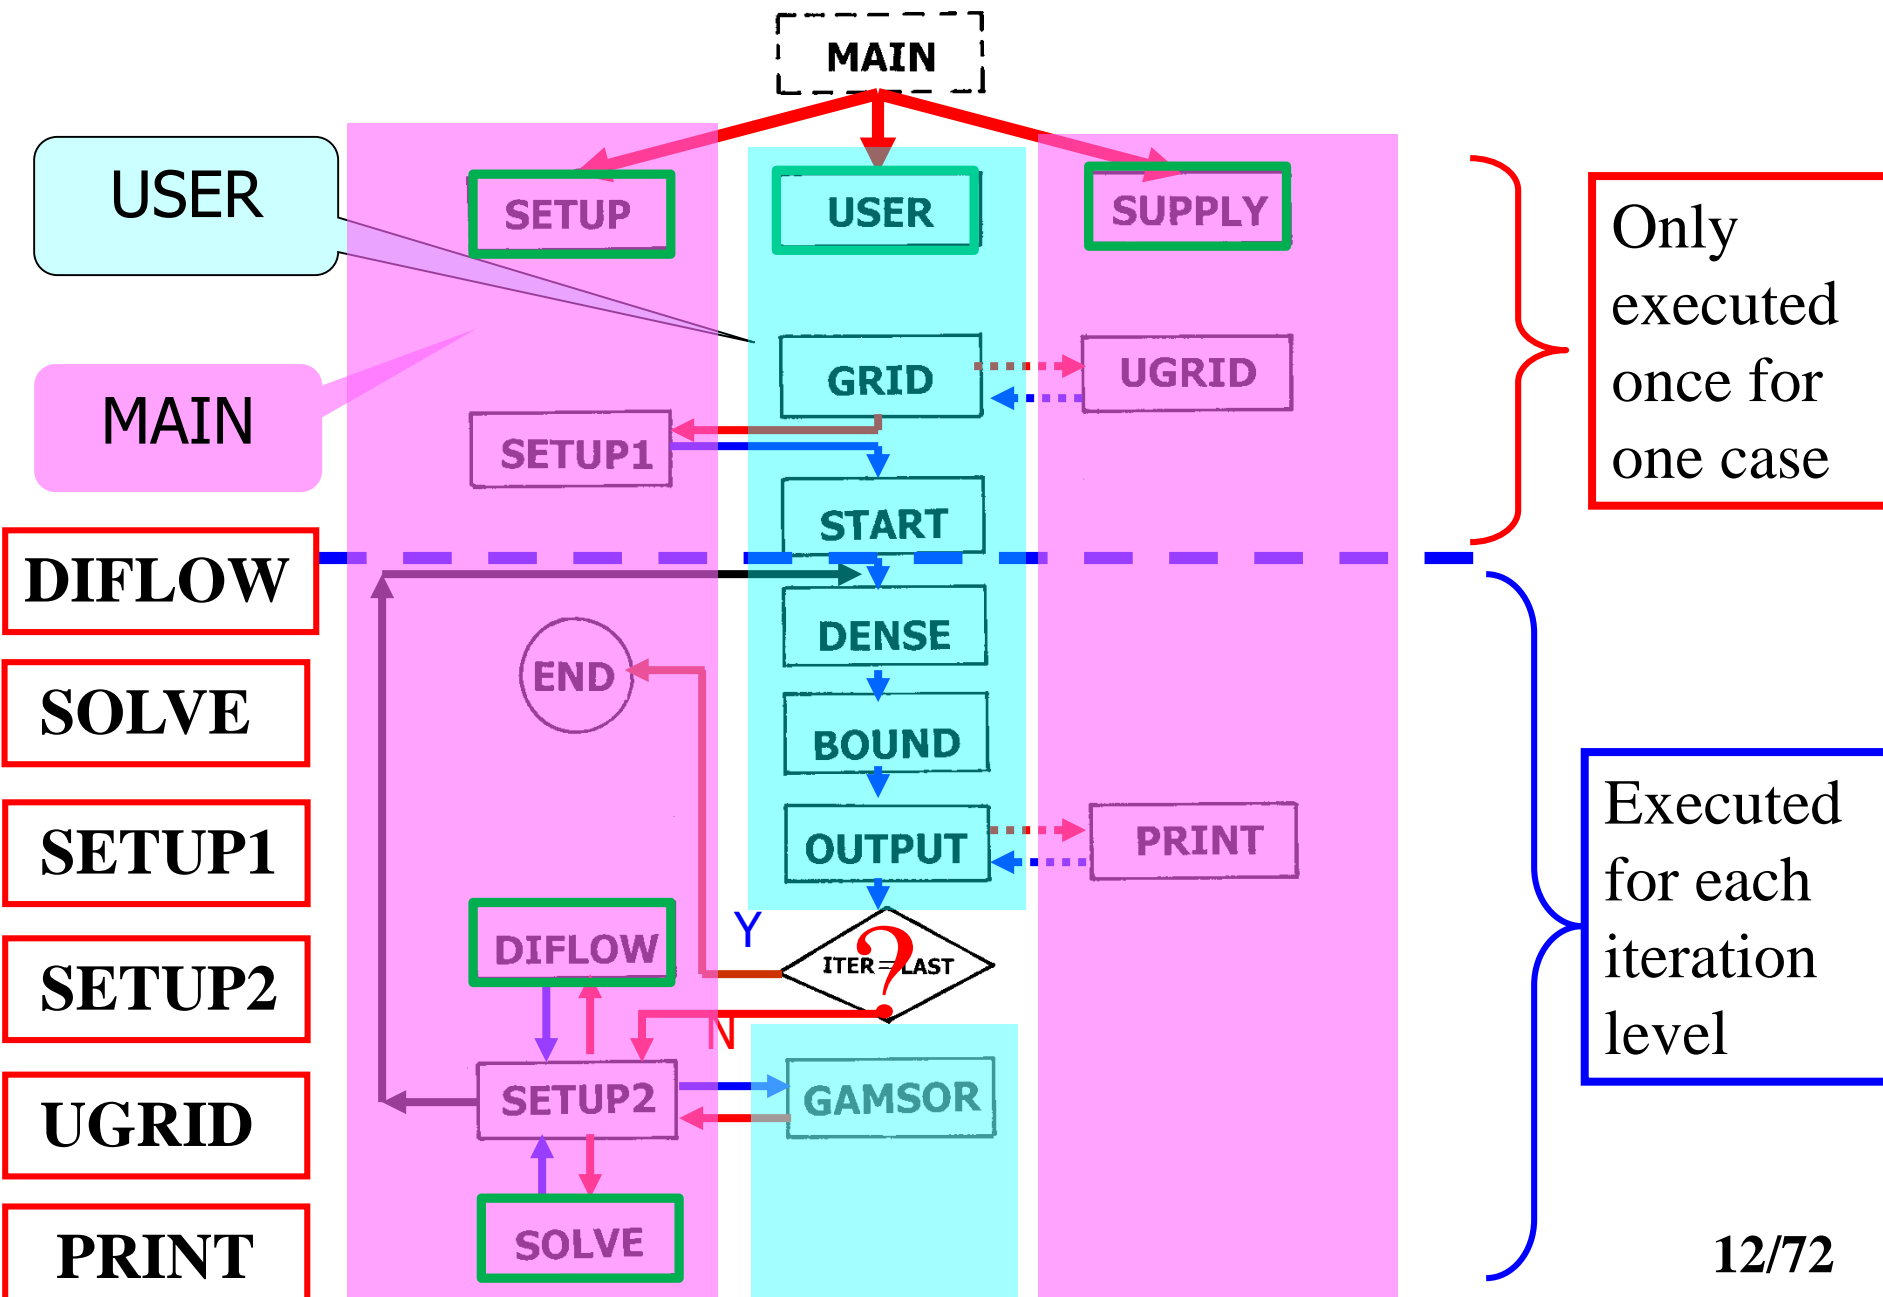 MAIN
USER
SETUP
USER
SUPPLY
Only
executed
once for
one case
GRID
UGRID
MAIN
SETUP1
START
DIFLOW
DENSE
END
SOLVE
BOUND
Executed
for each
iteration
level
SETUP1
OUTPUT
PRINT
Y
DIFLOW
ITER=LAST
?
SETUP2
N
SETUP2
GAMSOR
UGRID
SOLVE
PRINT
12/72